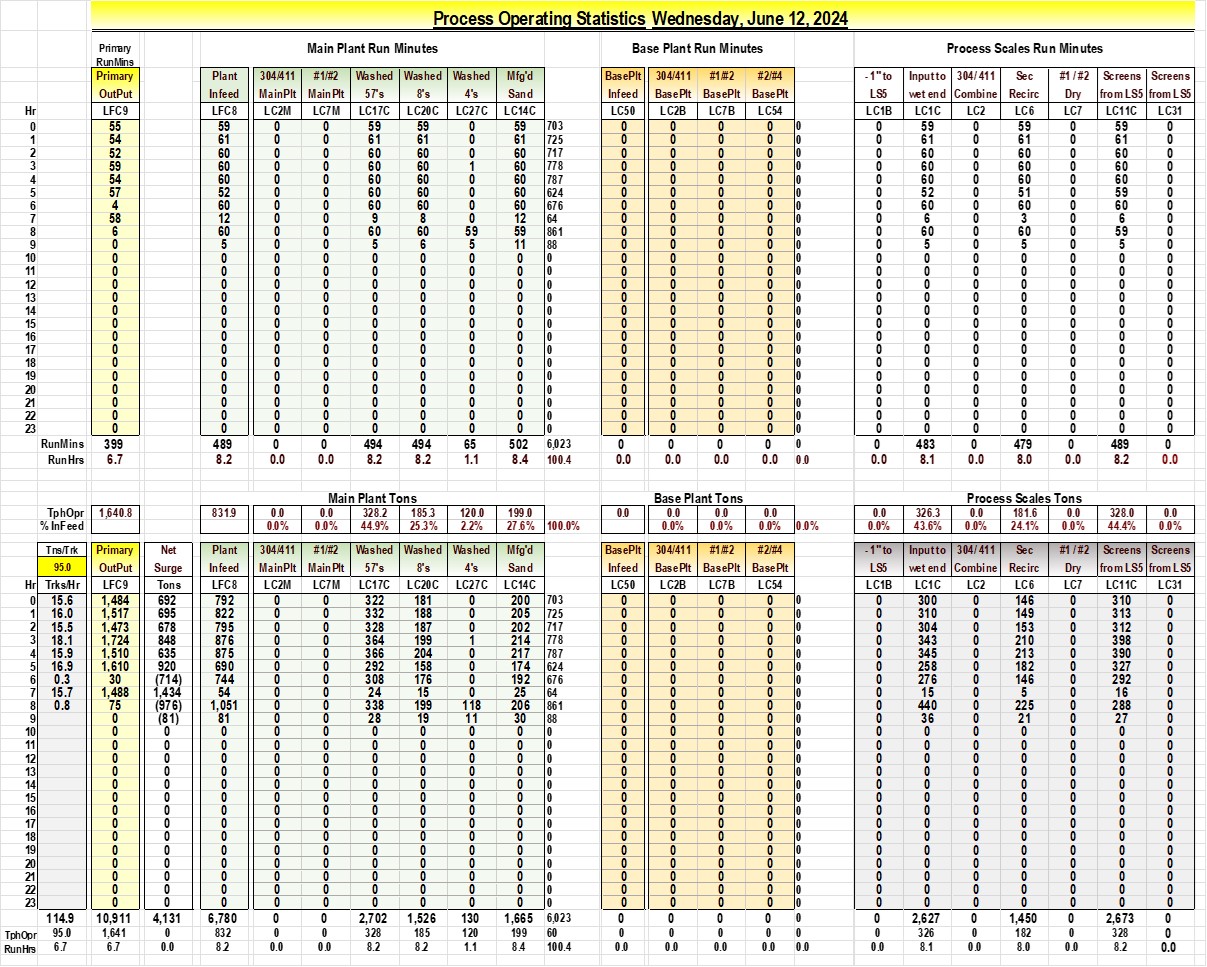 Process Operating Statistics Wednesday, June 12, 2024
Primary Main Plant Run Minutes Base Plant Run Minutes Process Scales Run Minutes
RunMins
Primary Plant 304/411 #1/#2 Washed Washed Washed Mfg'd BasePlt 304/411 #1/#2 #2/#4 -1" to Input to 304/411 Sec #1/#2 Screens Screens
OutPut Infeed MainPlt MainPlt 57's 8's 4's Sand Infeed BasePlt BasePlt BasePlt LS5 wet end Combine Recirc Dry from LS5 from LS5
Hr LFC9 LFC8 LC2M LC7M LC17C LC20C LC27C LC14C LC50 LC2B LC7B LC54 LC1B LC1C LC2 LC6 LC7 LC11C LC31
0 55 59 0 0 59 59 0 59 703 0 0 0 0 0 0 59 0 59 0 59 0
1 54 61 0 0 61 61 0 61 725 0 0 0 0 0 0 61 0 61 0 61 0
2 52 60 0 0 60 60 0 60 717 0 0 0 0 0 0 60 0 60 0 60 0
3 59 60 0 0 60 60 1 60 778 0 0 0 0 0 0 60 0 60 0 60 0
4 54 60 0 0 60 60 0 60 787 0 0 0 0 0 0 60 0 60 0 60 0
5 57 52 0 0 60 60 0 60 624 0 0 0 0 0 0 52 0 51 0 59 0
6 4 60 0 0 60 60 0 60 676 0 0 0 0 0 0 60 0 60 0 60 0
7 58 12 0 0 9 8 0 12 64 0 0 0 0 0 0 6 0 3 0 6 0
8 6 60 0 0 60 60 59 59 861 0 0 0 0 0 0 60 0 60 0 59 0
9 0 5 0 0 5 6 5 11 88 0 0 0 0 0 0 5 0 5 0 5 0
10 0 0 0 0 0 0 0 0 0 0 0 0 0 0 0 0 0 0 0 0 0
11 0 0 0 0 0 0 0 0 0 0 0 0 0 0 0 0 0 0 0 0 0
12 0 0 0 0 0 0 0 0 0 0 0 0 0 0 0 0 0 0 0 0 0
13 0 0 0 0 0 0 0 0 0 0 0 0 0 0 0 0 0 0 0 0 0
14 0 0 0 0 0 0 0 0 0 0 0 0 0 0 0 0 0 0 0 0 0
15 0 0 0 0 0 0 0 0 0 0 0 0 0 0 0 0 0 0 0 0 0
16 0 0 0 0 0 0 0 0 0 0 0 0 0 0 0 0 0 0 0 0 0
17 0 0 0 0 0 0 0 0 0 0 0 0 0 0 0 0 0 0 0 0 0
18 0 0 0 0 0 0 0 0 0 0 0 0 0 0 0 0 0 0 0 0 0
19 0 0 0 0 0 0 0 0 0 0 0 0 0 0 0 0 0 0 0 0 0
20 0 0 0 0 0 0 0 0 0 0 0 0 0 0 0 0 0 0 0 0 0
21 0 0 0 0 0 0 0 0 0 0 0 0 0 0 0 0 0 0 0 0 0
22 0 0 0 0 0 0 0 0 0 0 0 0 0 0 0 0 0 0 0 0 0
23 0 0 0 0 0 0 0 0 0 0 0 0 0 0 0 0 0 0 0 0 0
RunMins 399 489 0 0 494 494 65 502 6,023 0 0 0 0 0 0 483 0 479 0 489 0
RunHrs 6.7 8.2 0.0 0.0 8.2 8.2 1.1 8.4 100.4 0.0 0.0 0.0 0.0 0.0 0.0 8.1 0.0 8.0 0.0 8.2 0.0
Main Plant Tons Base Plant Tons Process Scales Tons
TphOpr 1,640.8 831.9 0.0 0.0 328.2 185.3 120.0 199.0 0.0 0.0 0.0 0.0 0.0 326.3 0.0 181.6 0.0 328.0 0.0
% InFeed 0.0% 0.0% 44.9% 25.3% 2.2% 27.6% 100.0% 0.0% 0.0% 0.0% 0.0% 0.0% 43.6% 0.0% 24.1% 0.0% 44.4% 0.0%
Tns/Trk Primary Net Plant 304/411 #1/#2 Washed Washed Washed Mfg'd BasePlt 304/411 #1/#2 #2/#4 -1" to Input to 304/411 Sec #1/#2 Screens Screens
95.0 OutPut Surge Infeed MainPlt MainPlt 57's 8's 4's Sand Infeed BasePlt BasePlt BasePlt LS5 wet end Combine Recirc Dry from LS5 from LS5
Hr Trks/Hr LFC9 Tons LFC8 LC2M LC7M LC17C LC20C LC27C LC14C LC50 LC2B LC7B LC54 LC1B LC1C LC2 LC6 LC7 LC11C LC31
0 15.6 1,484 692 792 0 0 322 181 0 200 703 0 0 0 0 0 0 300 0 146 0 310 0
1 16.0 1,517 695 822 0 0 332 188 0 205 725 0 0 0 0 0 0 310 0 149 0 313 0
2 15.5 1,473 678 795 0 0 328 187 0 202 717 0 0 0 0 0 0 304 0 153 0 312 0
3 18.1 1,724 848 876 0 0 364 199 1 214 778 0 0 0 0 0 0 343 0 210 0 398 0
4 15.9 1,510 635 875 0 0 366 204 0 217 787 0 0 0 0 0 0 345 0 213 0 390 0
5 16.9 1,610 920 690 0 0 292 158 0 174 624 0 0 0 0 0 0 258 0 182 0 327 0
6 0.3 30 (714) 744 0 0 308 176 0 192 676 0 0 0 0 0 0 276 0 146 0 292 0
7 15.7 1,488 1,434 54 0 0 24 15 0 25 64 0 0 0 0 0 0 15 0 5 0 16 0
8 0.8 75 (976) 1,051 0 0 338 199 118 206 861 0 0 0 0 0 0 440 0 225 0 288 0
9 0 (81) 81 0 0 28 19 11 30 88 0 0 0 0 0 0 36 0 21 0 27 0
10 0 0 0 0 0 0 0 0 0 0 0 0 0 0 0 0 0 0 0 0 0 0
11 0 0 0 0 0 0 0 0 0 0 0 0 0 0 0 0 0 0 0 0 0 0
12 0 0 0 0 0 0 0 0 0 0 0 0 0 0 0 0 0 0 0 0 0 0
13 0 0 0 0 0 0 0 0 0 0 0 0 0 0 0 0 0 0 0 0 0 0
14 0 0 0 0 0 0 0 0 0 0 0 0 0 0 0 0 0 0 0 0 0 0
15 0 0 0 0 0 0 0 0 0 0 0 0 0 0 0 0 0 0 0 0 0 0
16 0 0 0 0 0 0 0 0 0 0 0 0 0 0 0 0 0 0 0 0 0 0
17 0 0 0 0 0 0 0 0 0 0 0 0 0 0 0 0 0 0 0 0 0 0
18 0 0 0 0 0 0 0 0 0 0 0 0 0 0 0 0 0 0 0 0 0 0
19 0 0 0 0 0 0 0 0 0 0 0 0 0 0 0 0 0 0 0 0 0 0
20 0 0 0 0 0 0 0 0 0 0 0 0 0 0 0 0 0 0 0 0 0 0
21 0 0 0 0 0 0 0 0 0 0 0 0 0 0 0 0 0 0 0 0 0 0
22 0 0 0 0 0 0 0 0 0 0 0 0 0 0 0 0 0 0 0 0 0 0
23 0 0 0 0 0 0 0 0 0 0 0 0 0 0 0 0 0 0 0 0 0 0
114.9 10,911 4,131 6,780 0 0 2,702 1,526 130 1,665 6,023 0 0 0 0 0 0 2,627 0 1,450 0 2,673 0
TphOpr 95.0 1,641 0 832 0 0 328 185 120 199 60 0 0 0 0 0 0 326 0 182 0 328 0
RunHrs 6.7 6.7 0.0 8.2 0.0 0.0 8.2 8.2 1.1 8.4 100.4 0.0 0.0 0.0 0.0 0.0 0.0 8.1 0.0 8.0 0.0 8.2 0.0